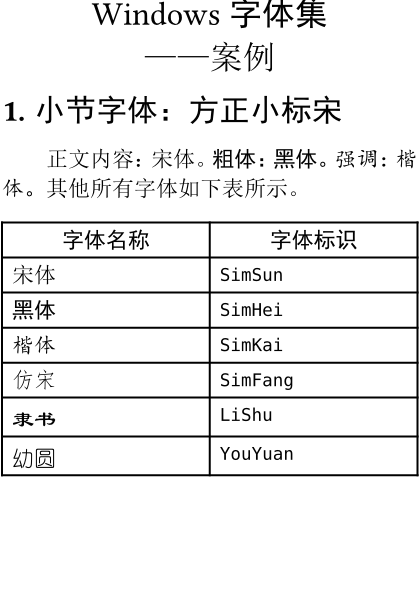 Windows 字体集
——案例
1. 小节字体：方正小标宋
正文内容：宋体。粗体：黑体。强调：楷
体。其他所有字体如下表所示。
字体名称 字体标识
宋体 SimSun
黑体 SimHei
楷体 SimKai
仿宋 SimFang
隶书 LiShu
幼圆 YouYuan